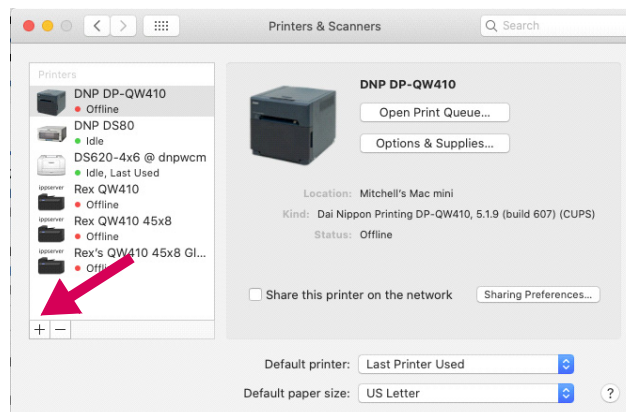 Printers & Scanners
Search
Printers
DNP DP-QW410
Offline
DNP DS80
Idle
DS620-4x6 @ dnpwcm
Idle, Last Used
ippserver
Rex QW410
Offline
ippserver
Rex QW410 45x8
Offline
ippserver
Rex's QW410 45x8 Gl...
+ −
DNP DP-QW410
Open Print Queue...
Options & Supplies...
Location: Mitchell's Mac mini
Kind: Dai Nippon Printing DP-QW410, 5.1.9 (build 607) (CUPS)
Status: Offline
Share this printer on the network
Sharing Preferences...
Default printer: Last Printer Used
Default paper size: US Letter
?